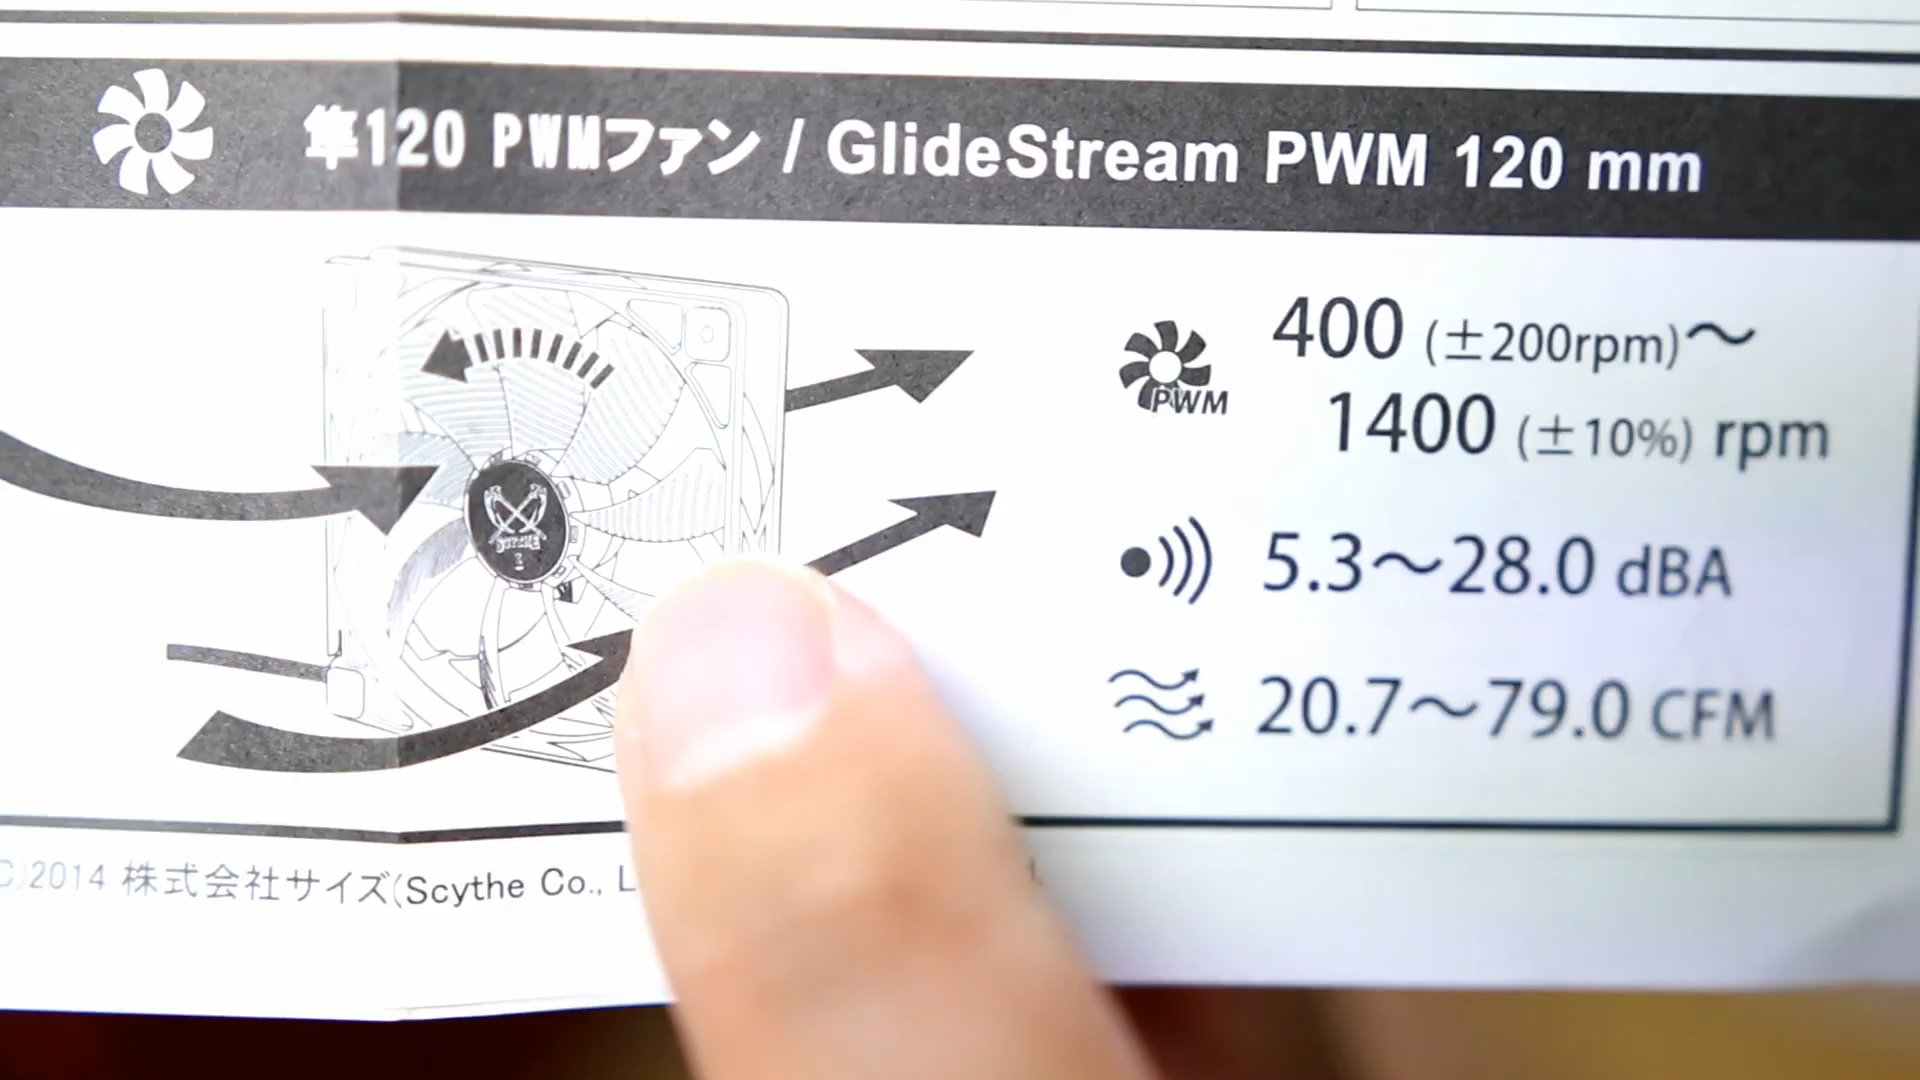 隼120 PWMファン / GlideStream PWM 120 mm
400 (±200rpm)～
1400 (±10%) rpm
PWM
SCYTHE
5.3～28.0 dBA
20.7～79.0 CFM
C)2014 株式会社サイズ(Scythe Co., L